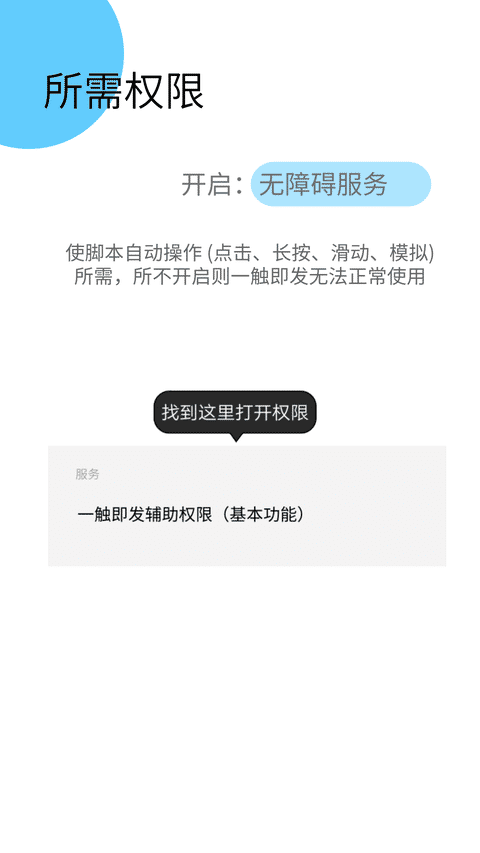 所需权限
开启：无障碍服务
使脚本自动操作 (点击、长按、滑动、模拟)
所需，所不开启则一触即发无法正常使用
找到这里打开权限
服务
一触即发辅助权限（基本功能）